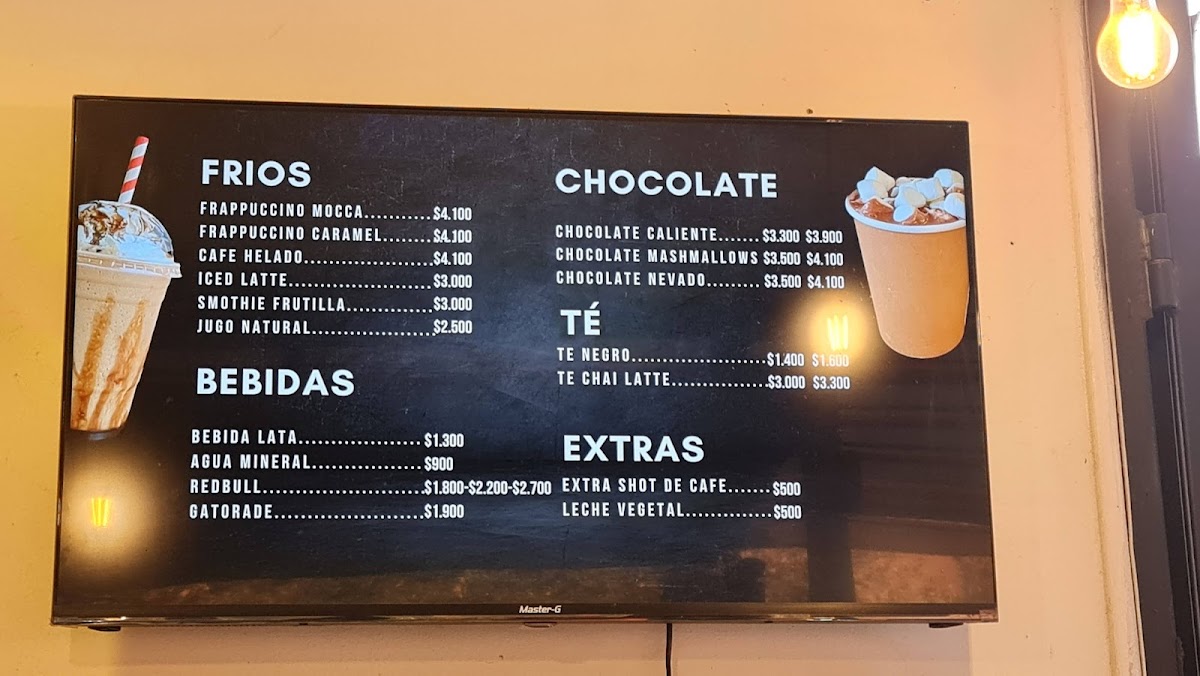 FRIOS
FRAPPUCCINO MOCCA...........$4.100
FRAPPUCCINO CARAMEL........$4.100
CAFE HELADO.....................$4.100
ICED LATTE.......................$3.000
SMOTHIE FRUTILLA..............$3.000
JUGO NATURAL....................$2.500
BEBIDAS
BEBIDA LATA....................$1.300
AGUA MINERAL..................$900
REDBULL..........................$1.800-$2.200-$2.700
GATORADE........................$1.900
CHOCOLATE
CHOCOLATE CALIENTE.......$3.300 $3.900
CHOCOLATE MASHMALLOWS $3.500 $4.100
CHOCOLATE NEVADO.........$3.500 $4.100
TÉ
TE NEGRO......................$1.400 $1.600
TE CHAI LATTE................$3.000 $3.300
EXTRAS
EXTRA SHOT DE CAFE.......$500
LECHE VEGETAL..............$500
Master-G